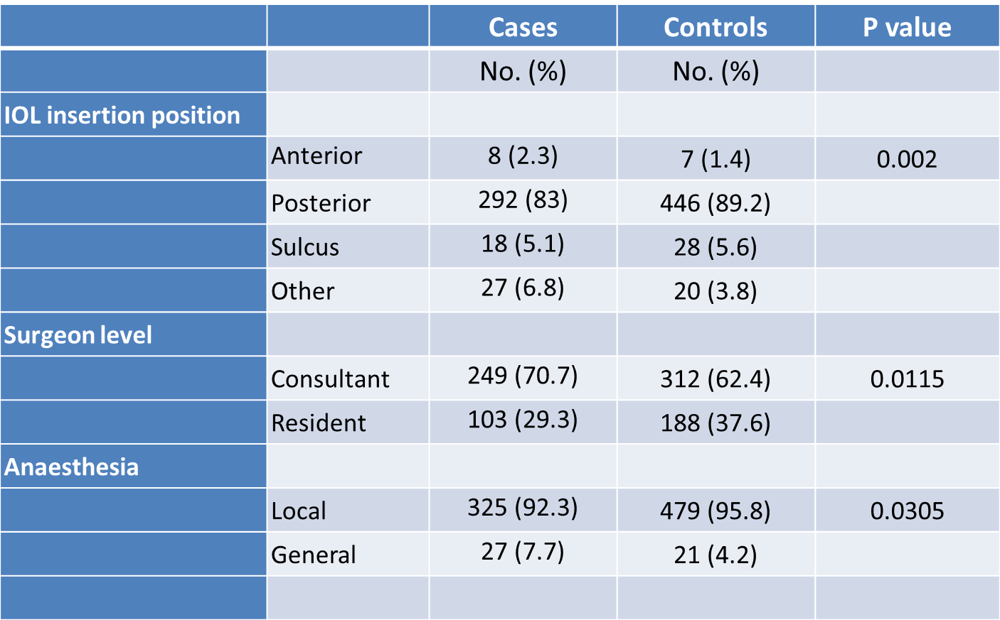 Cases Controls P value
No. (%) No. (%)
IOL insertion position
Anterior 8 (2.3) 7 (1.4) 0.002
Posterior 292 (83) 446 (89.2)
Sulcus 18 (5.1) 28 (5.6)
Other 27 (6.8) 20 (3.8)
Surgeon level
Consultant 249 (70.7) 312 (62.4) 0.0115
Resident 103 (29.3) 188 (37.6)
Anaesthesia
Local 325 (92.3) 479 (95.8) 0.0305
General 27 (7.7) 21 (4.2)